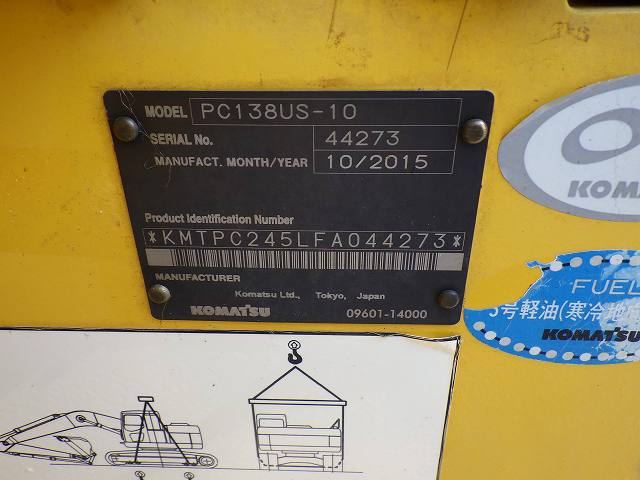 MODEL PC138US-10
SERIAL No. 44273
MANUFACT. MONTH/YEAR 10/2015
Product Identification Number
*KMTPC245LFA044273*
MANUFACTURER
Komatsu Ltd., Tokyo, Japan
KOMATSU 09601-14000
KOMA
FUEL
3号軽油(寒冷地
KOMATSU